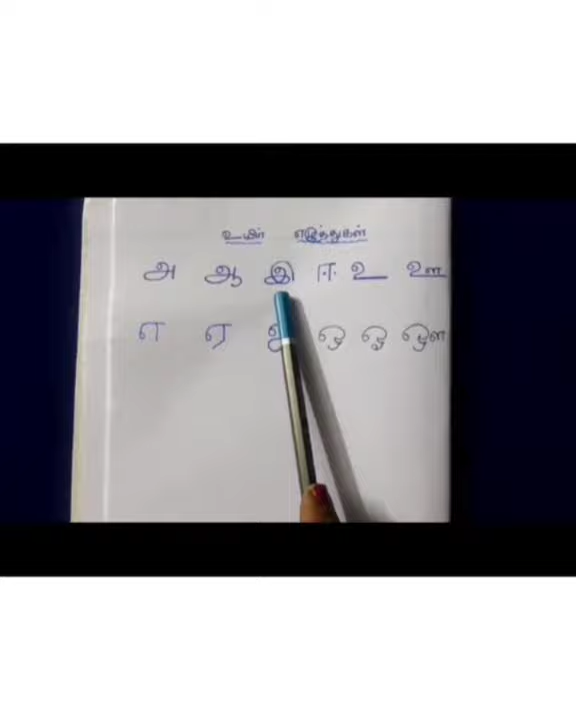 உயிர் எழுத்துகள்
அ ஆ இ ஈ உ ஊ
எ ஏ ஐ ஒ ஓ ஔ